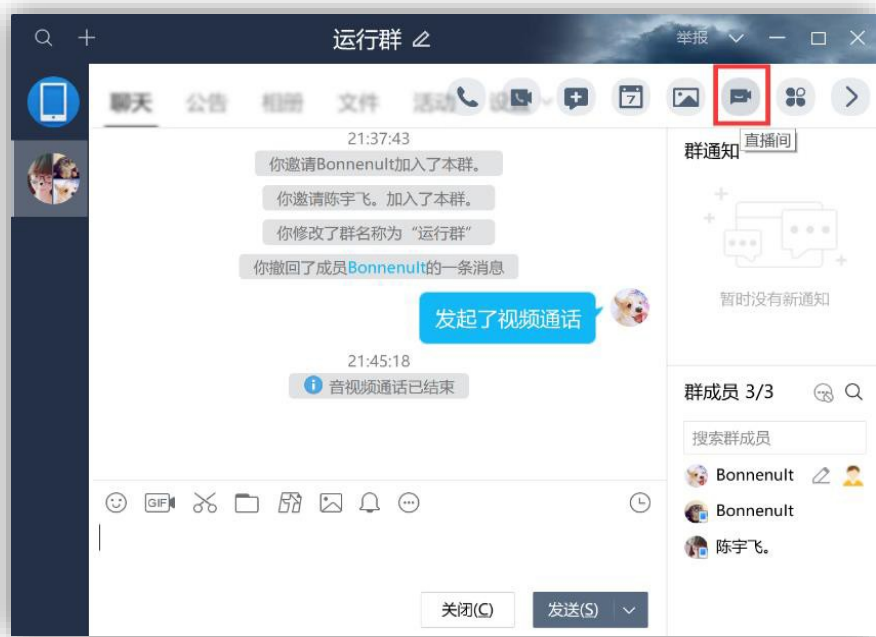 运行群
举报
聊天 公告 相册 文件 活动 设置
7
直播间
21:37:43
你邀请Bonnenult加入了本群。
你邀请陈宇飞。加入了本群。
你修改了群名称为“运行群”
你撤回了成员Bonnenult的一条消息
发起了视频通话
21:45:18
音视频通话已结束
GIF
关闭(C)
发送(S)
群通知
暂时没有新通知
群成员 3/3
搜索群成员
Bonnenult
Bonnenult
陈宇飞。